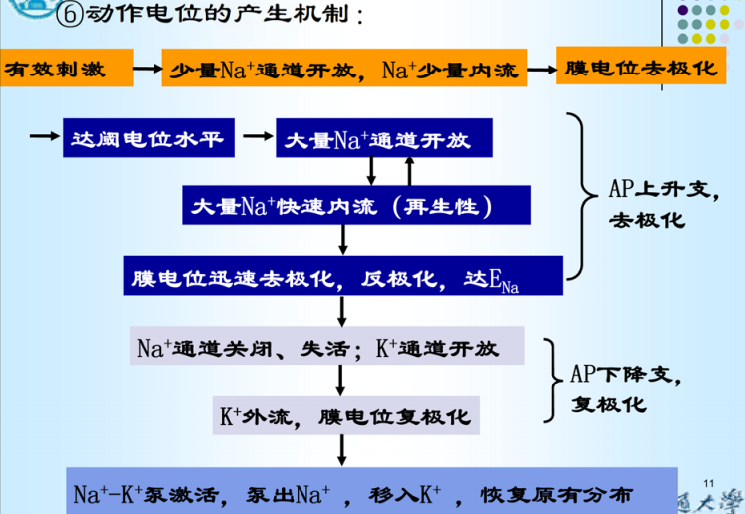 ⑥动作电位的产生机制：
有效刺激
少量Na⁺通道开放，Na⁺少量内流
膜电位去极化
达阈电位水平
大量Na⁺通道开放
大量Na⁺快速内流（再生性）
膜电位迅速去极化，反极化，达E_Na
AP上升支，
去极化
Na⁺通道关闭、失活；K⁺通道开放
K⁺外流，膜电位复极化
AP下降支，
复极化
Na⁺-K⁺泵激活，泵出Na⁺ ，移入K⁺ ，恢复原有分布
11
通大学